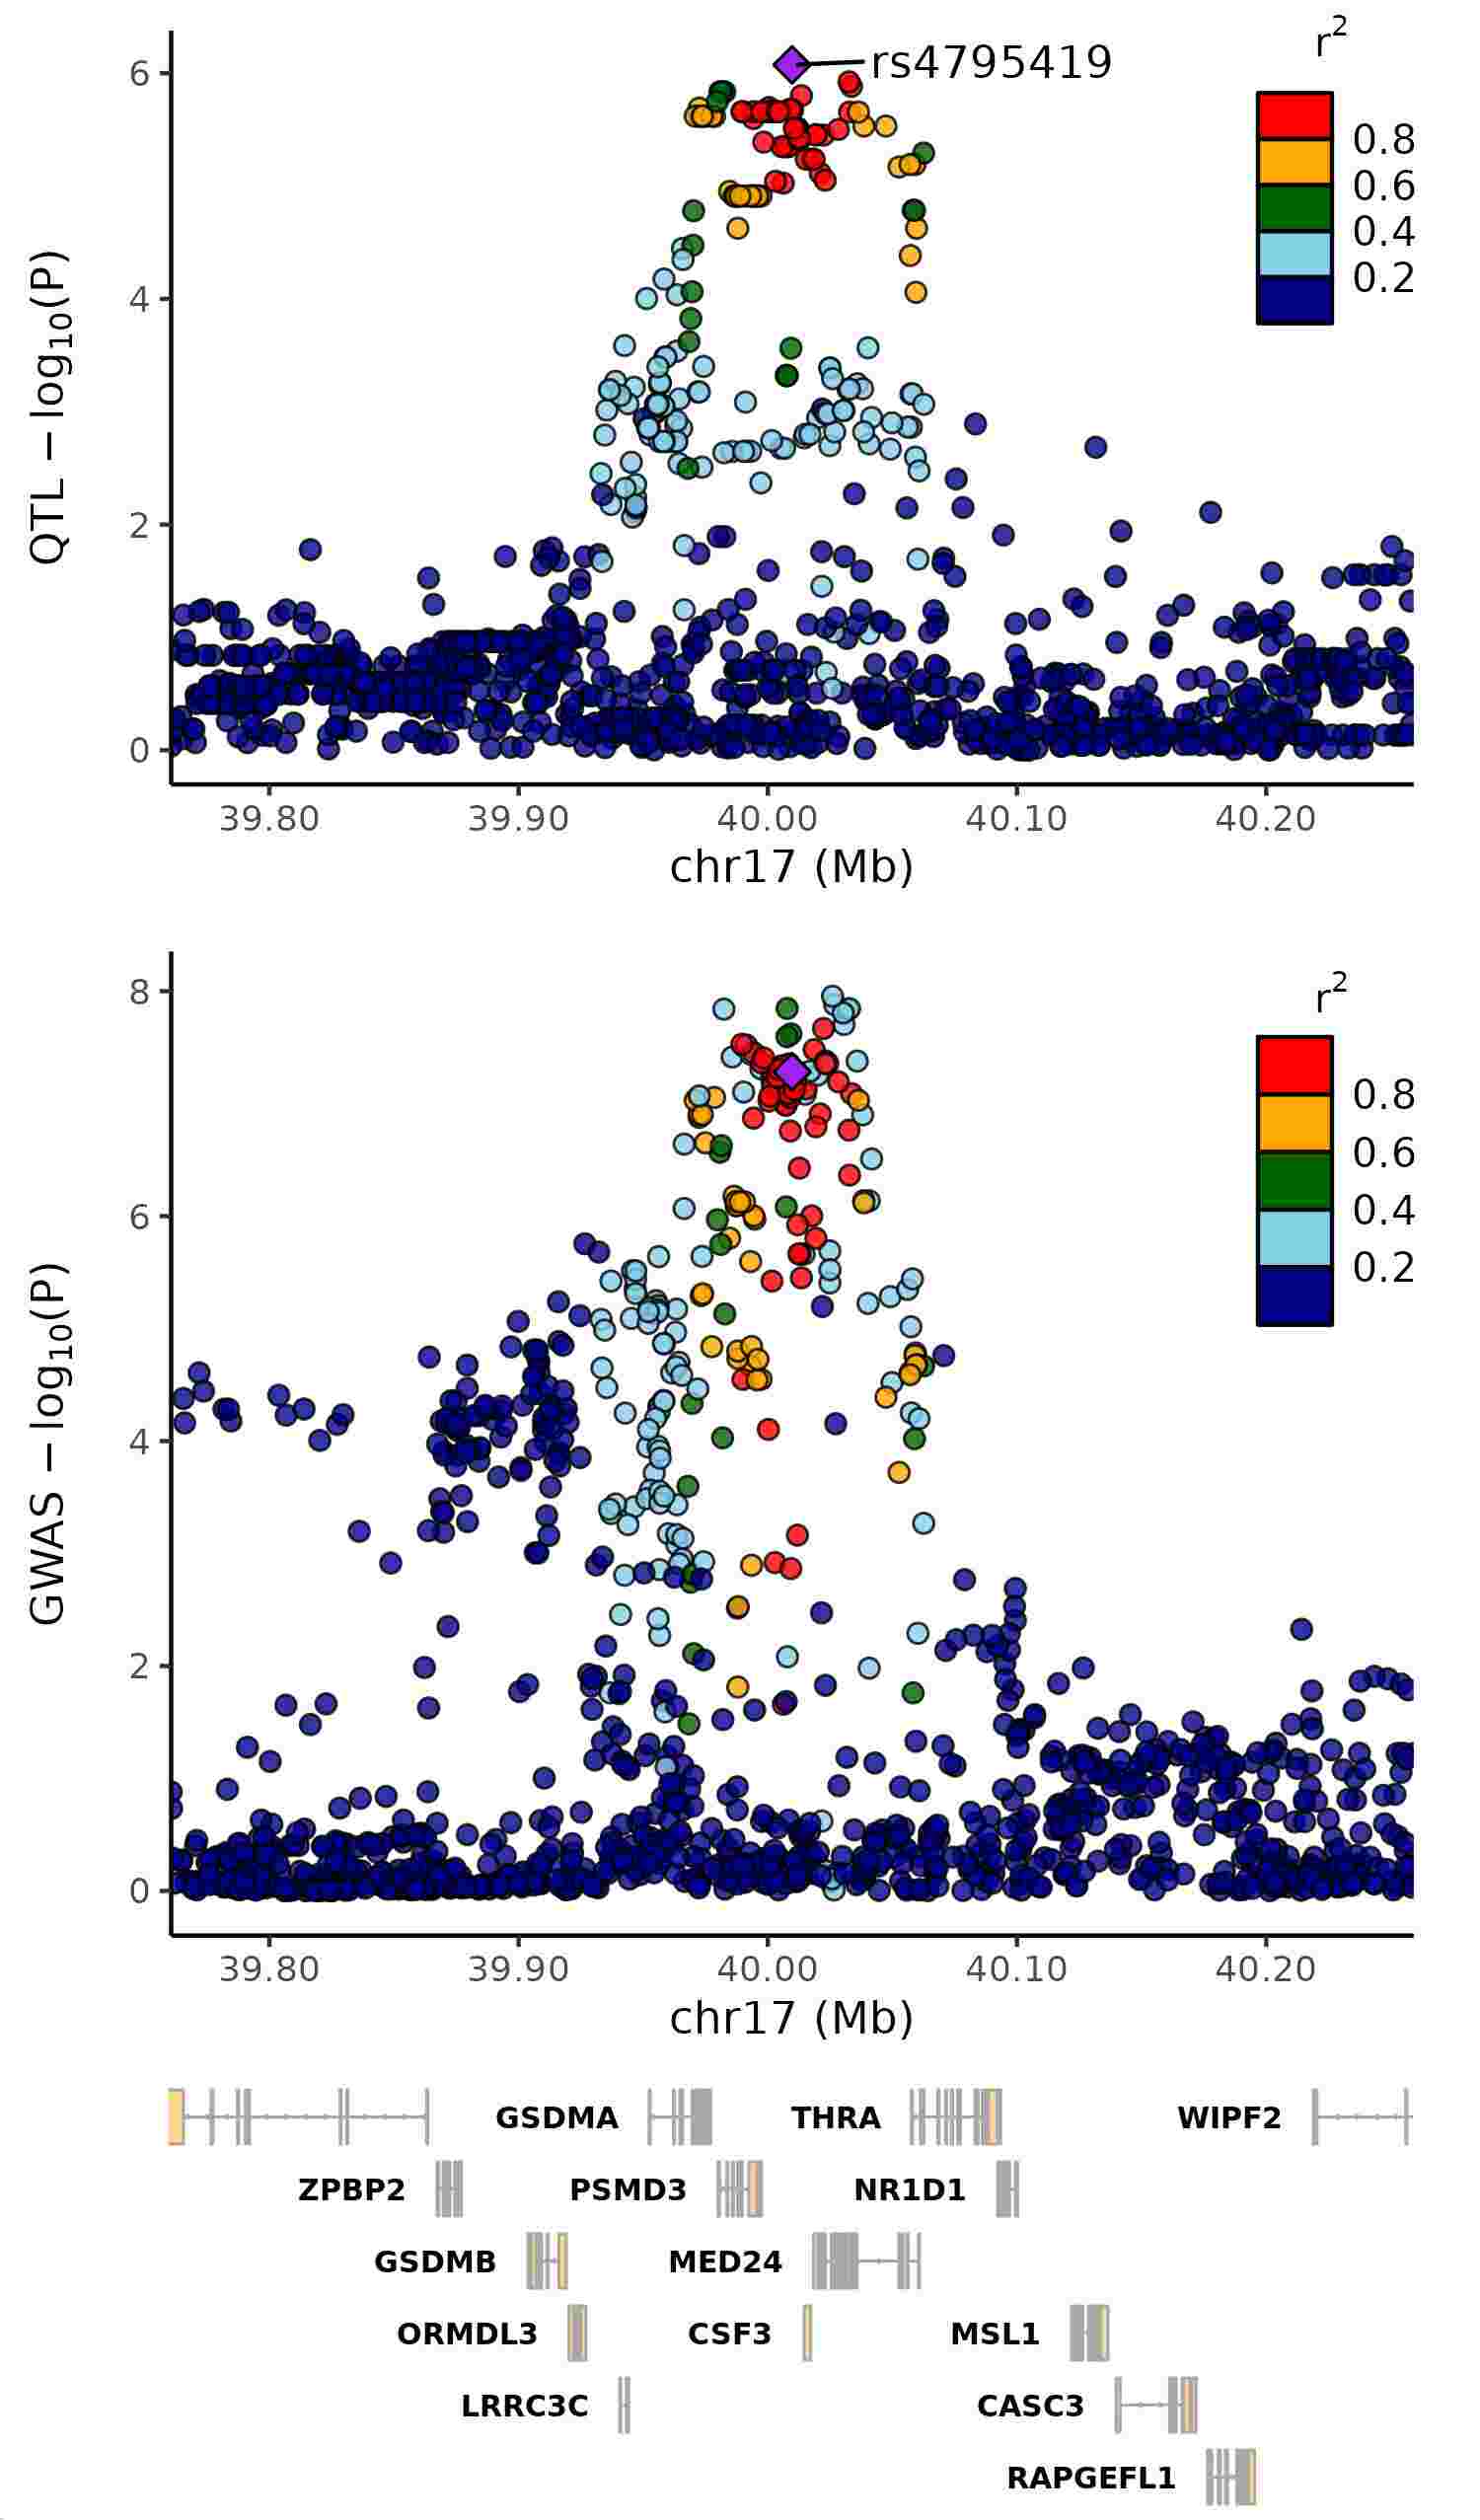 r2
rs4795419
6
4
2
0
0.8
0.6
0.4
0.2
QTL −log10(P)
39.80 39.90 40.00 40.10 40.20
chr17 (Mb)
r2
8
6
4
2
0
0.8
0.6
0.4
0.2
GWAS −log10(P)
39.80 39.90 40.00 40.10 40.20
chr17 (Mb)
GSDMA THRA WIPF2
ZPBP2 PSMD3 NR1D1
GSDMB MED24
ORMDL3 CSF3 MSL1
LRRC3C CASC3
RAPGEFL1